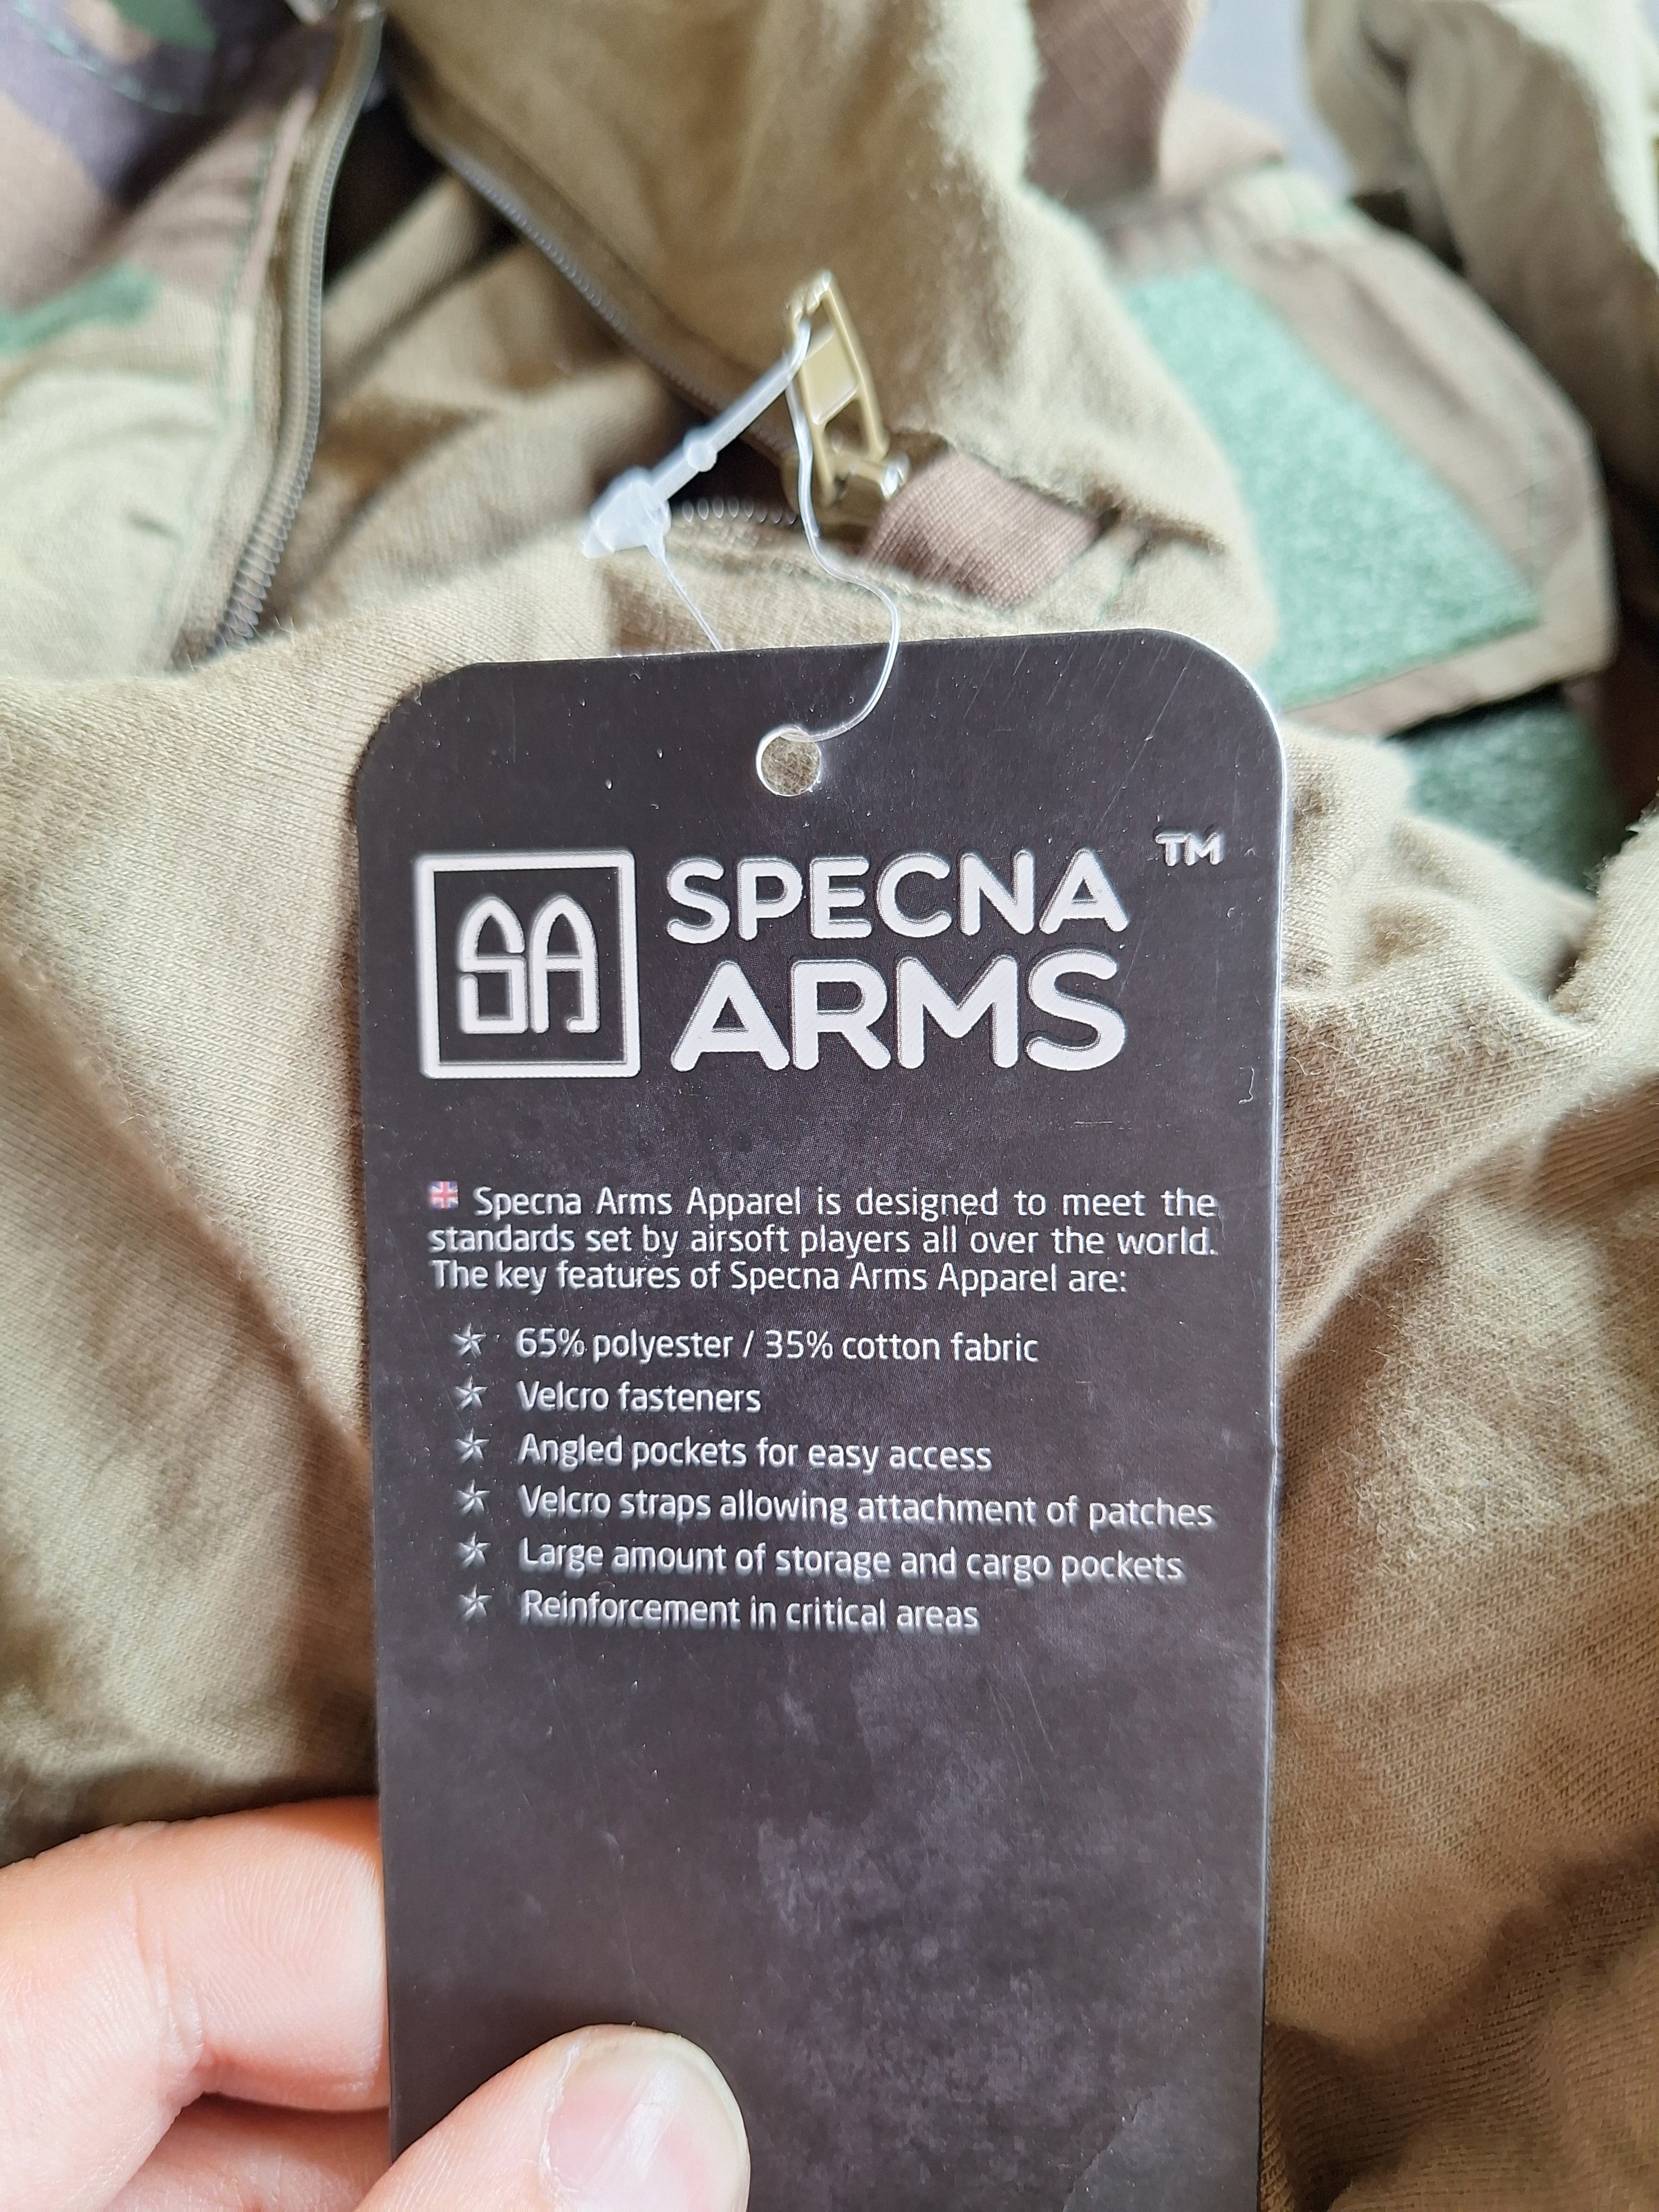 SA
SPECNA
ARMS
™
Specna Arms Apparel is designed to meet the
standards set by airsoft players all over the world.
The key features of Specna Arms Apparel are:
65% polyester / 35% cotton fabric
Velcro fasteners
Angled pockets for easy access
Velcro straps allowing attachment of patches
Large amount of storage and cargo pockets
Reinforcement in critical areas